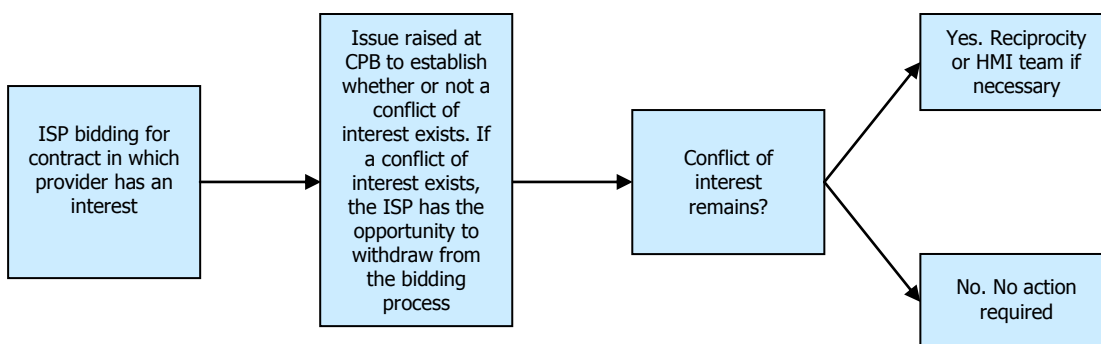 ISP bidding for
contract in which
provider has an
interest
Issue raised at
CPB to establish
whether or not a
conflict of
interest exists. If
a conflict of
interest exists,
the ISP has the
opportunity to
withdraw from
the bidding
process
Conflict of
interest
remains?
Yes. Reciprocity
or HMI team if
necessary
No. No action
required